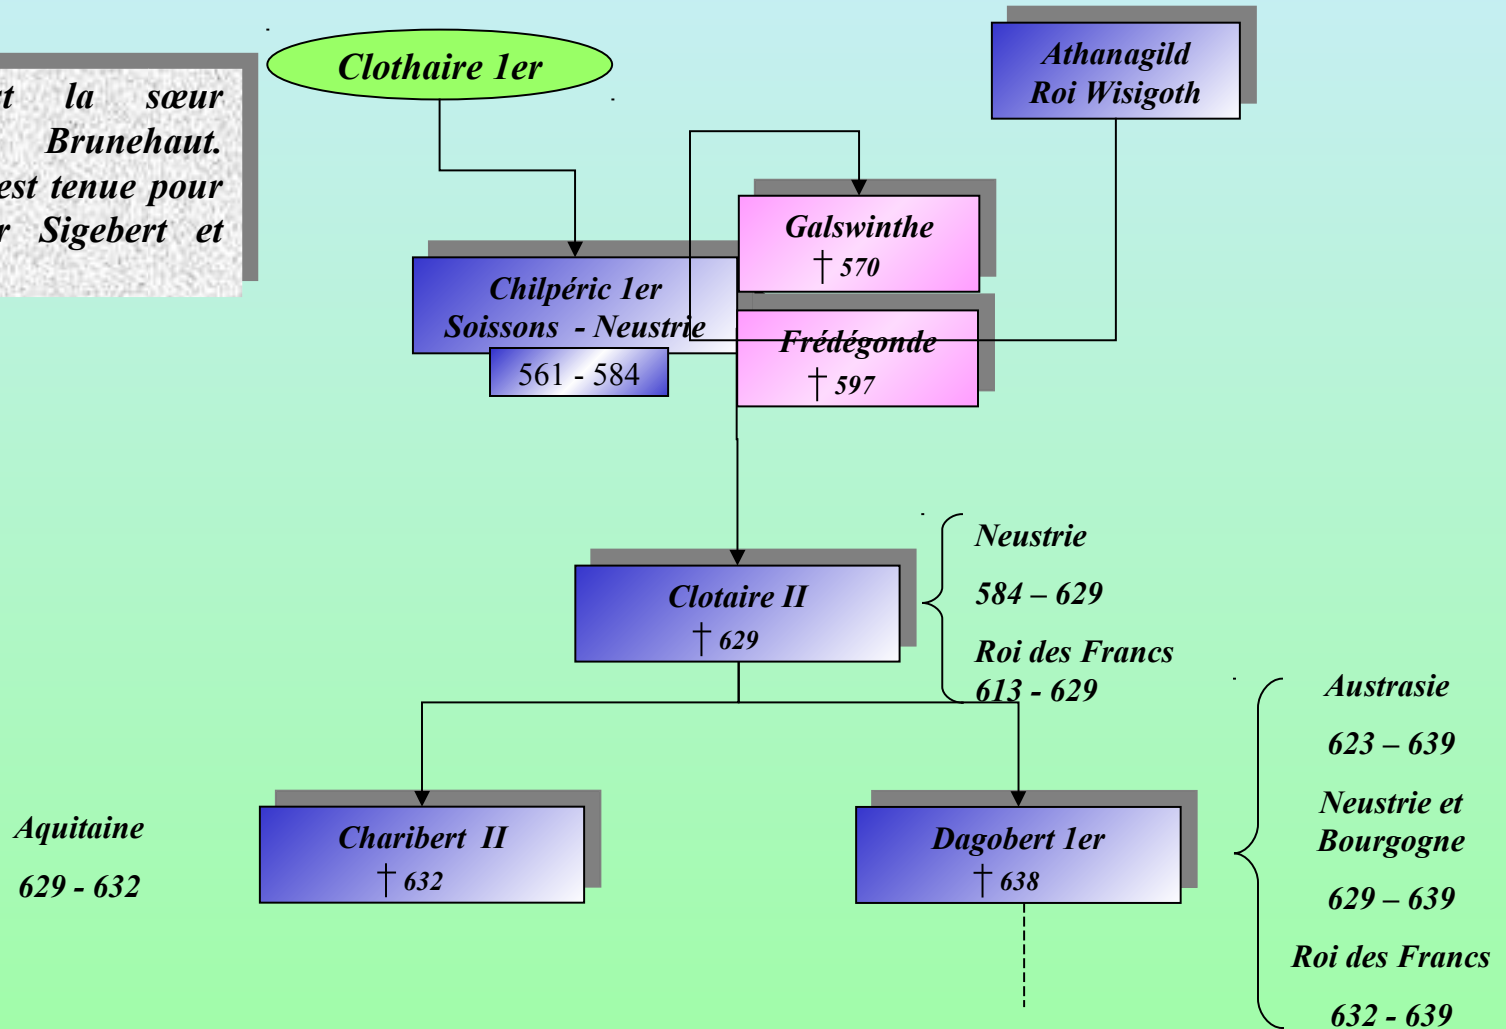 Clothaire 1er
Athanagild
Roi Wisigoth
la sœur
Brunehaut.
est tenue pour
Sigebert et
Galswinthe
† 570
Chilpéric 1er
Soissons - Neustrie
561 - 584
Frédégonde
† 597
Clotaire II
† 629
Neustrie
584 – 629
Roi des Francs
613 - 629
Aquitaine
629 - 632
Charibert II
† 632
Dagobert 1er
† 638
Austrasie
623 – 639
Neustrie et
Bourgogne
629 – 639
Roi des Francs
632 - 639